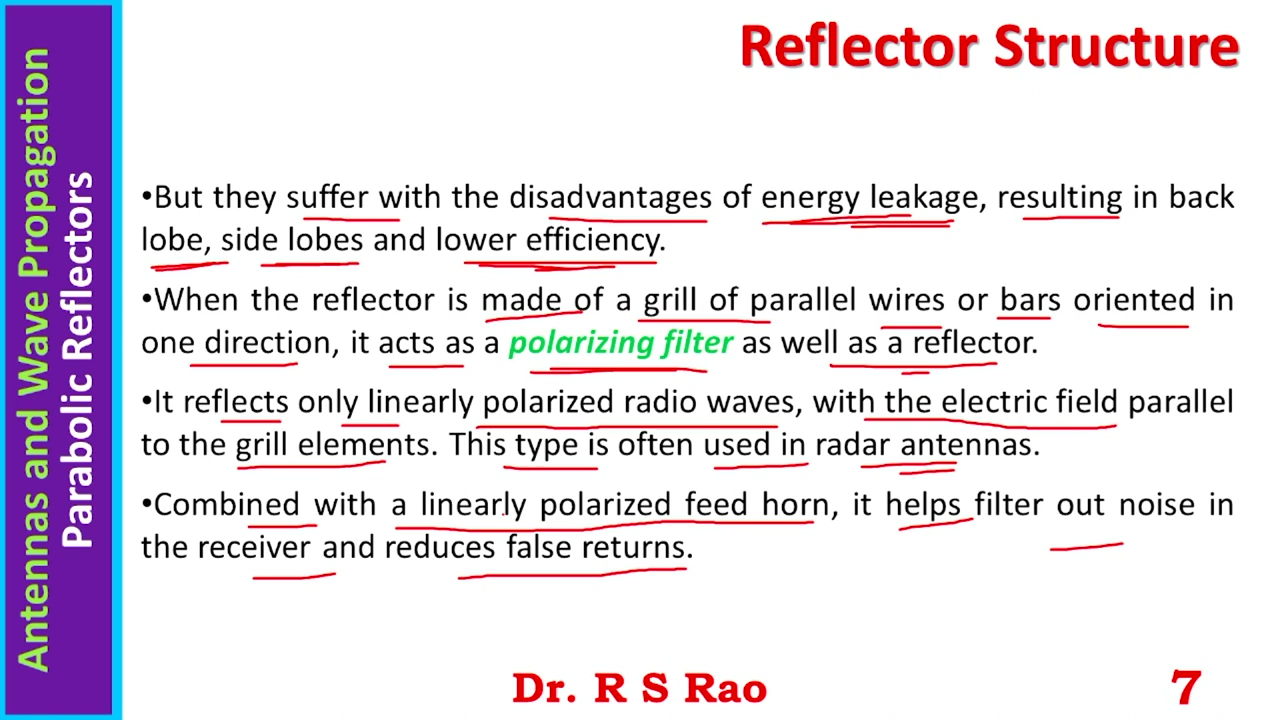 Antennas and Wave Propagation
Parabolic Reflectors
Reflector Structure
•But they suffer with the disadvantages of energy leakage, resulting in back
lobe, side lobes and lower efficiency.
•When the reflector is made of a grill of parallel wires or bars oriented in
one direction, it acts as a polarizing filter as well as a reflector.
•It reflects only linearly polarized radio waves, with the electric field parallel
to the grill elements. This type is often used in radar antennas.
•Combined with a linearly polarized feed horn, it helps filter out noise in
the receiver and reduces false returns.
Dr. R S Rao
7